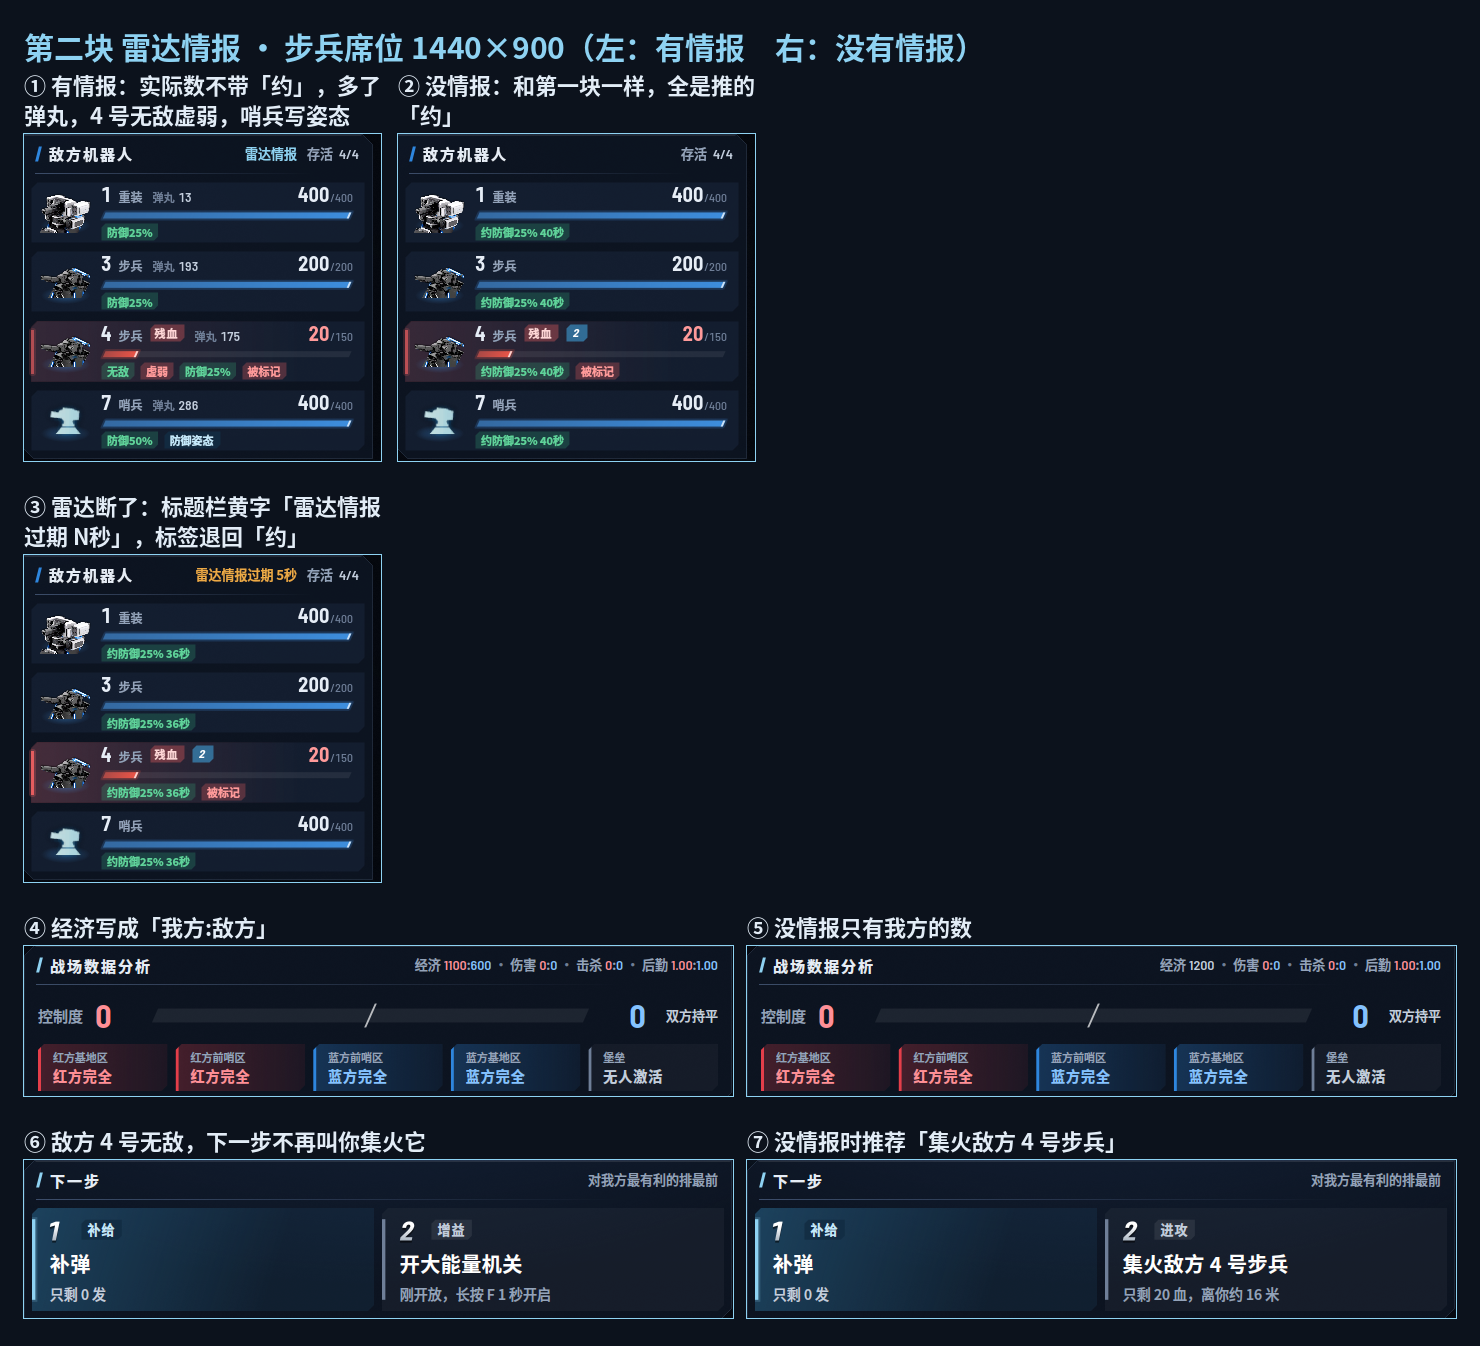 第二块 雷达情报 · 步兵席位 1440×900（左：有情报　右：没有情报）
① 有情报：实际数不带「约」，多了
弹丸，4 号无敌虚弱，哨兵写姿态
敌方机器人 雷达情报 存活 4/4
1 重装 弹丸 13 400/400
防御25%
3 步兵 弹丸 193 200/200
防御25%
4 步兵 残血 弹丸 175 20/150
无敌 虚弱 防御25% 被标记
7 哨兵 弹丸 286 400/400
防御50% 防御姿态
② 没情报：和第一块一样，全是推的
「约」
敌方机器人 存活 4/4
1 重装 400/400
约防御25% 40秒
3 步兵 200/200
约防御25% 40秒
4 步兵 残血 2 20/150
约防御25% 40秒 被标记
7 哨兵 400/400
约防御25% 40秒
③ 雷达断了：标题栏黄字「雷达情报
过期 N秒」，标签退回「约」
敌方机器人 雷达情报过期 5秒 存活 4/4
1 重装 400/400
约防御25% 36秒
3 步兵 200/200
约防御25% 36秒
4 步兵 残血 2 20/150
约防御25% 36秒 被标记
7 哨兵 400/400
约防御25% 36秒
④ 经济写成「我方:敌方」
战场数据分析 经济 1100:600 · 伤害 0:0 · 击杀 0:0 · 后勤 1.00:1.00
控制度 0 0 双方持平
红方基地区 红方前哨区 蓝方前哨区 蓝方基地区 堡垒
红方完全 红方完全 蓝方完全 蓝方完全 无人激活
⑤ 没情报只有我方的数
战场数据分析 经济 1200 · 伤害 0:0 · 击杀 0:0 · 后勤 1.00:1.00
控制度 0 0 双方持平
红方基地区 红方前哨区 蓝方前哨区 蓝方基地区 堡垒
红方完全 红方完全 蓝方完全 蓝方完全 无人激活
⑥ 敌方 4 号无敌，下一步不再叫你集火它
下一步 对我方最有利的排最前
1 补给 2 增益
补弹 开大能量机关
只剩 0 发 刚开放，长按 F 1 秒开启
⑦ 没情报时推荐「集火敌方 4 号步兵」
下一步 对我方最有利的排最前
1 补给 2 进攻
补弹 集火敌方 4 号步兵
只剩 0 发 只剩 20 血，离你约 16 米